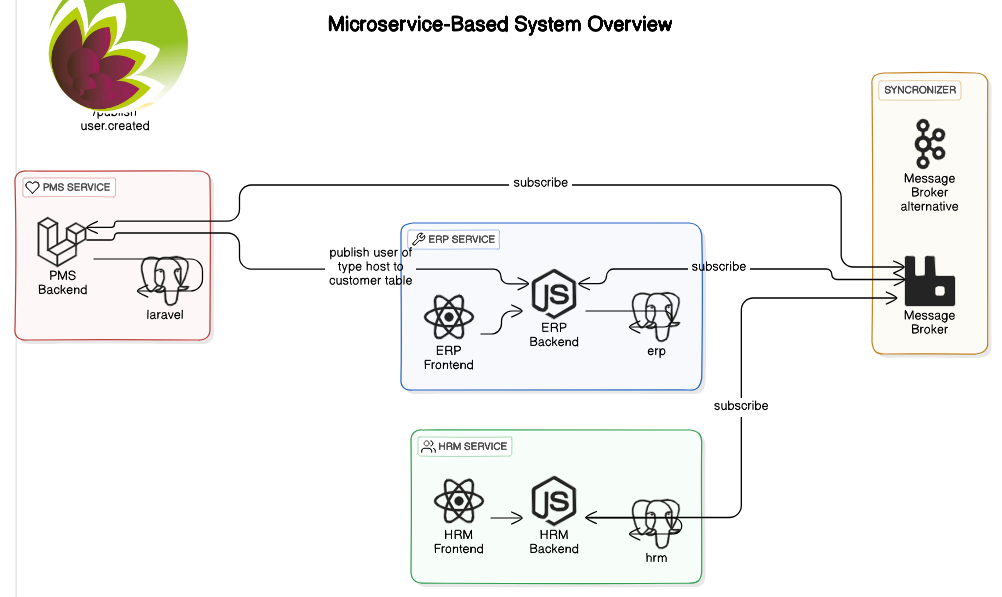 Microservice-Based System Overview
/publish
user.created
SYNCRONIZER
Message
Broker
alternative
PMS SERVICE
subscribe
PMS
Backend
laravel
ERP SERVICE
publish user of
type host to
customer table
subscribe
ERP
Frontend
ERP
Backend
erp
Message
Broker
subscribe
HRM SERVICE
HRM
Frontend
HRM
Backend
hrm